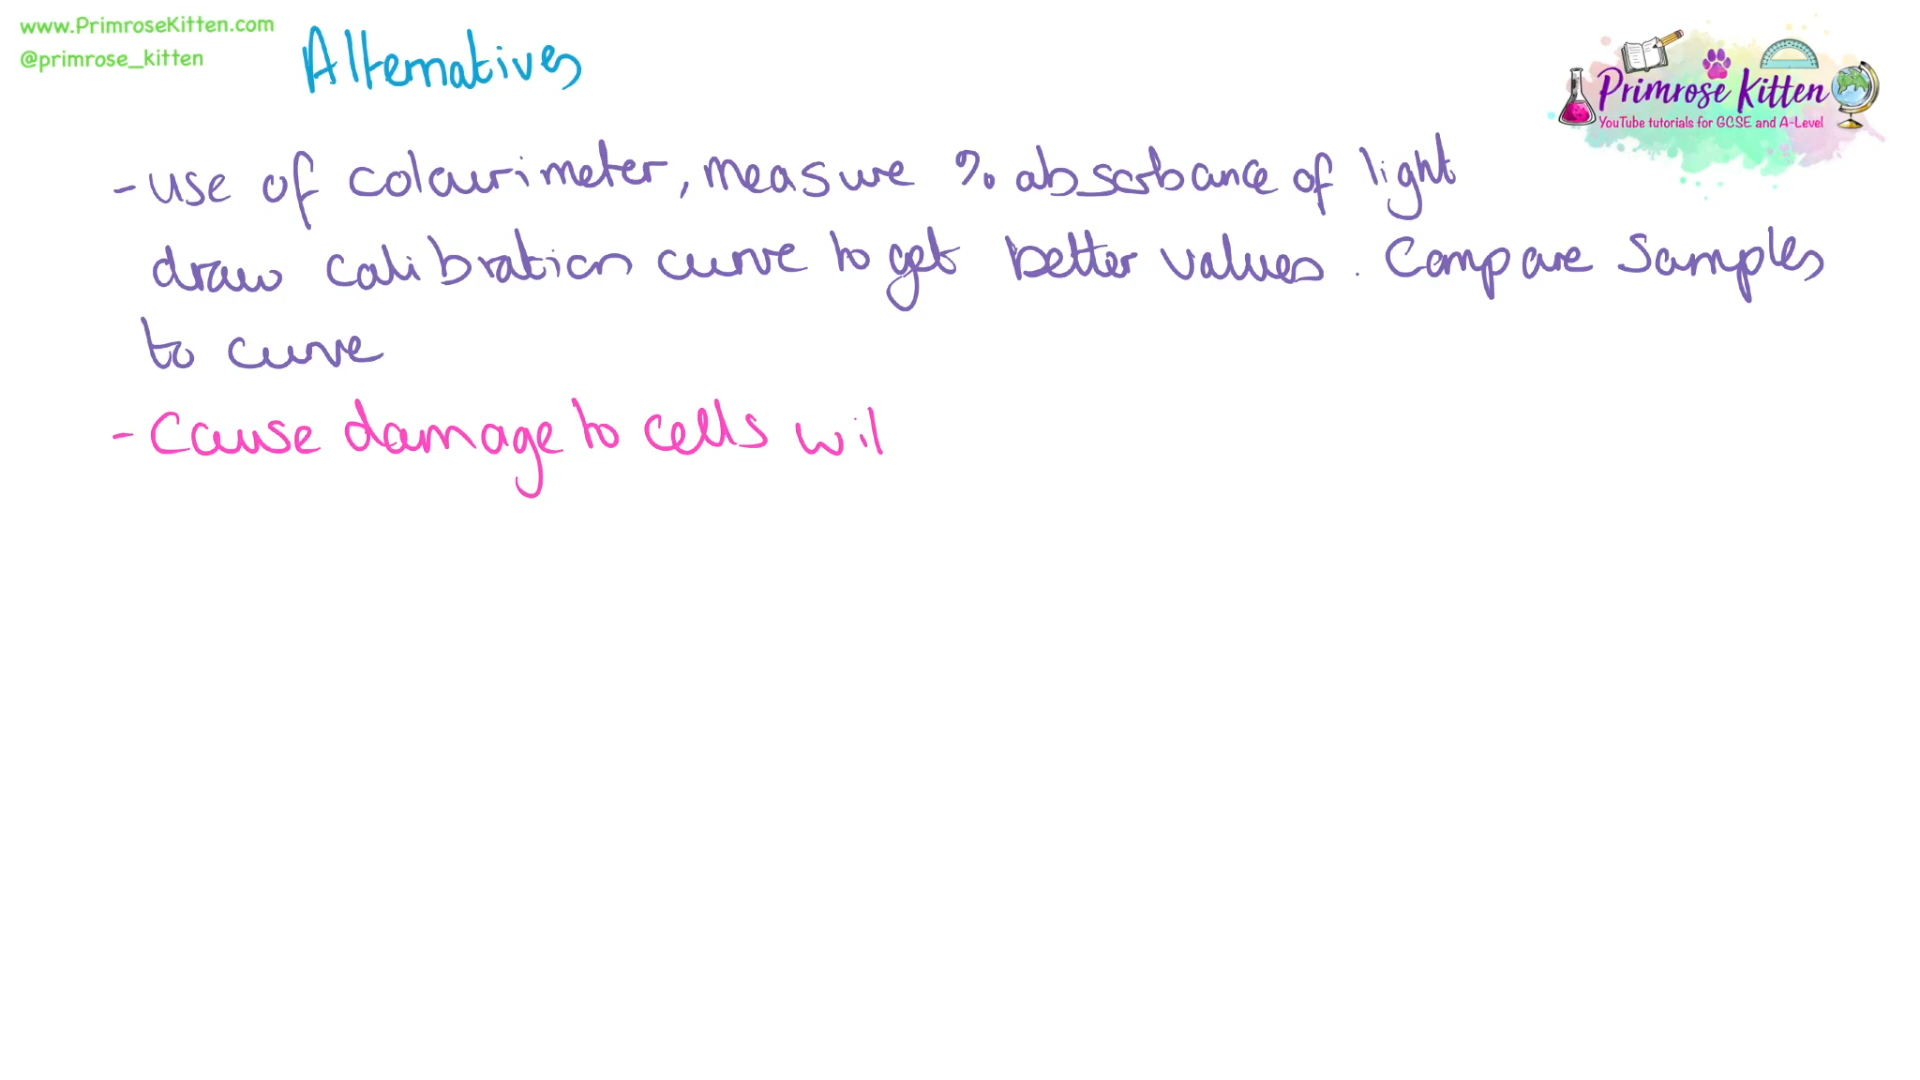 www.PrimroseKitten.com
@primrose_kitten
Alternatives
Primrose Kitten
YouTube tutorials for GCSE and A-Level
- use of colourimeter, measure % absorbance of light
draw calibration curve to get better values. Compare samples
to curve
- Cause damage to cells wil